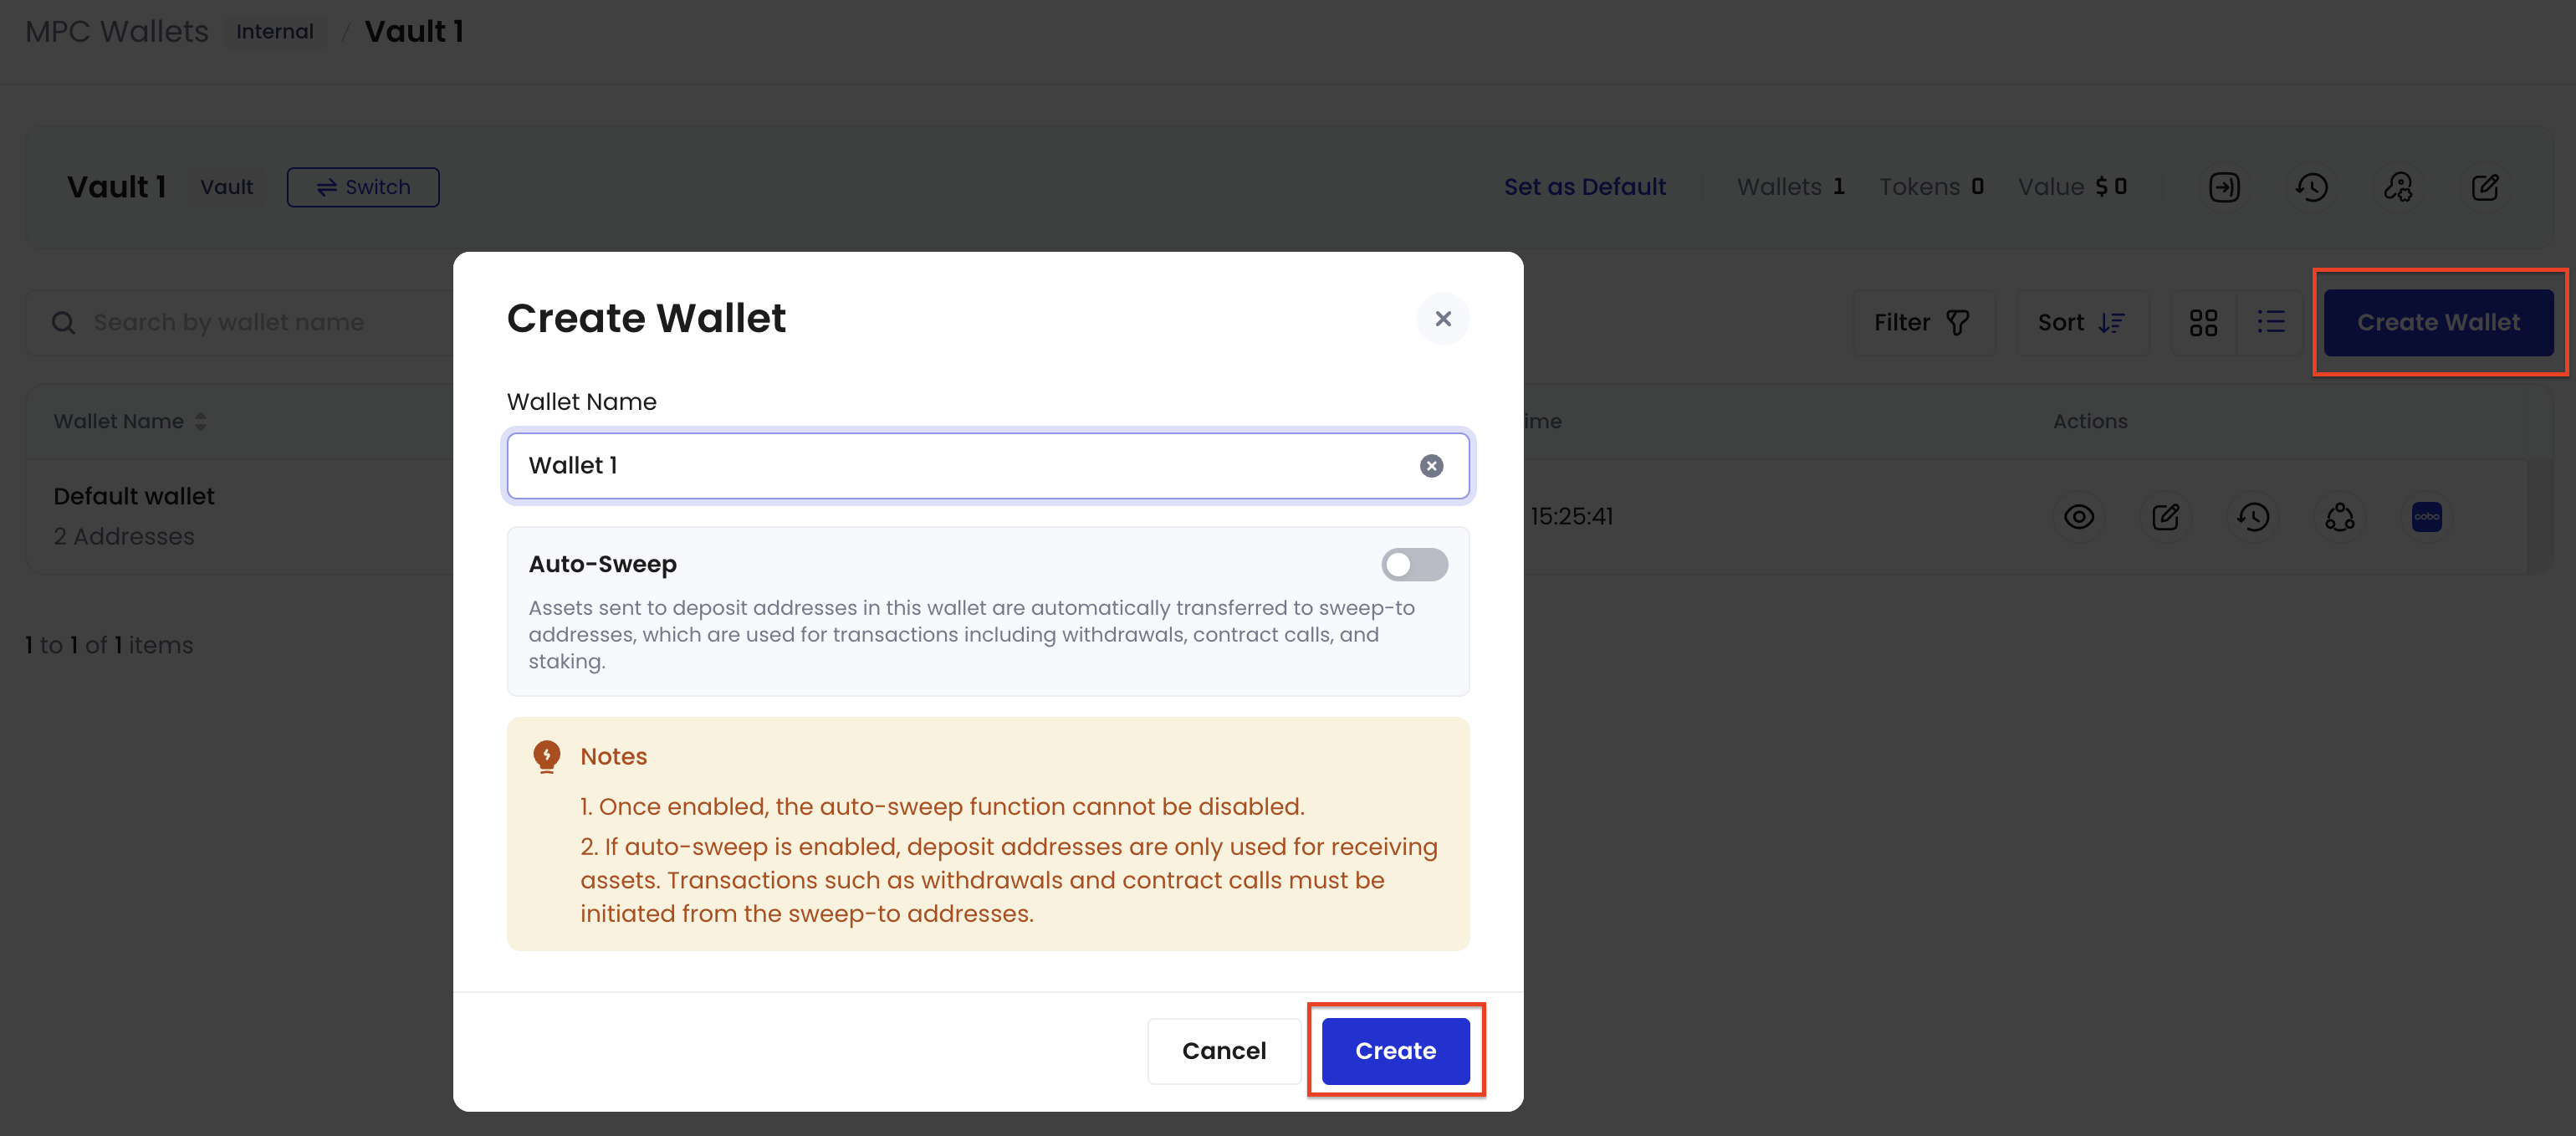 MPC Wallets Internal / Vault 1
Vault 1 Vault Switch Set as Default Wallets 1 Tokens 0 Value $ 0
Search by wallet name Filter Sort Create Wallet
Wallet Name ime Actions
Default wallet
2 Addresses
15:25:41 cobo
1 to 1 of 1 items
Create Wallet
Wallet Name
Wallet 1
Auto-Sweep
Assets sent to deposit addresses in this wallet are automatically transferred to sweep-to
addresses, which are used for transactions including withdrawals, contract calls, and
staking.
Notes
1. Once enabled, the auto-sweep function cannot be disabled.
2. If auto-sweep is enabled, deposit addresses are only used for receiving
assets. Transactions such as withdrawals and contract calls must be
initiated from the sweep-to addresses.
Cancel Create